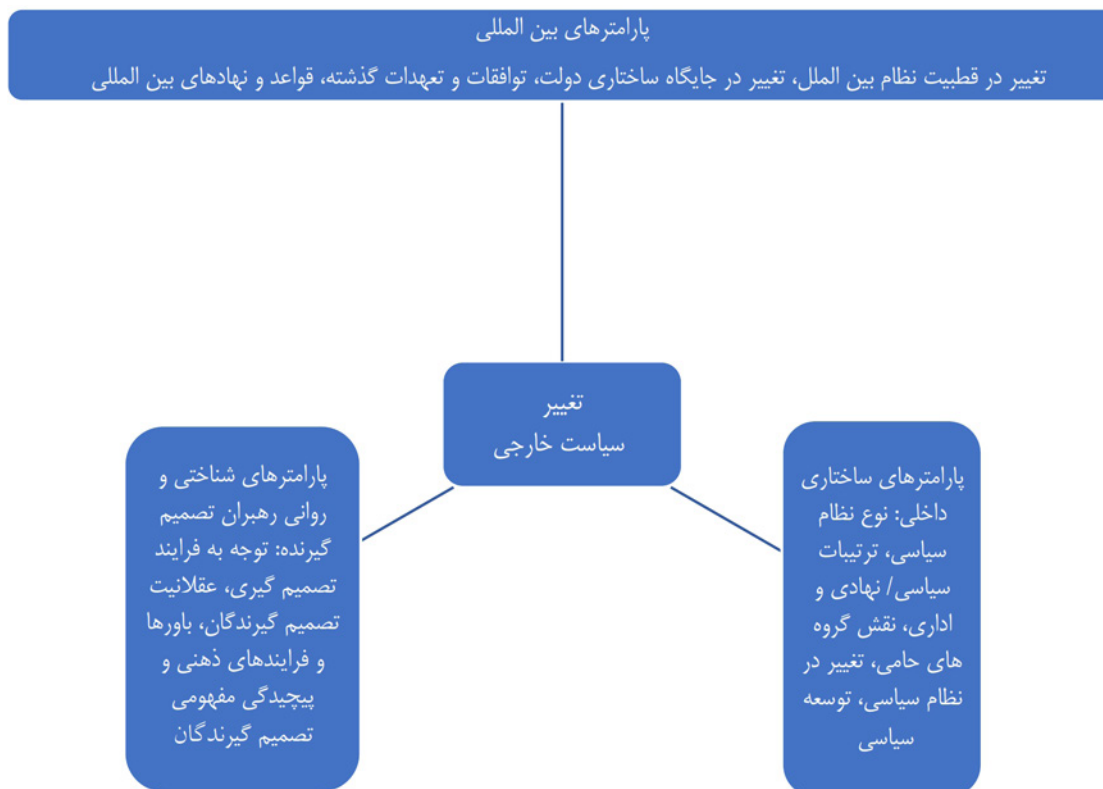 پارامترهای بین المللی
تغییر در قطبیت نظام بین الملل، تغییر در جایگاه ساختاری دولت، توافقات و تعهدات گذشته، قواعد و نهادهای بین المللی
تغییر
سیاست خارجی
پارامترهای ساختاری
داخلی: نوع نظام
سیاسی، ترتیبات
سیاسی/ نهادی و
اداری، نقش گروه
های حامی، تغییر در
نظام سیاسی، توسعه
سیاسی
پارامترهای شناختی و
روانی رهبران تصمیم
گیرنده: توجه به فرایند
تصمیم گیری، عقلانیت
تصمیم گیرندگان، باورها
و فرایندهای ذهنی و
پیچیدگی مفهومی
تصمیم گیرندگان